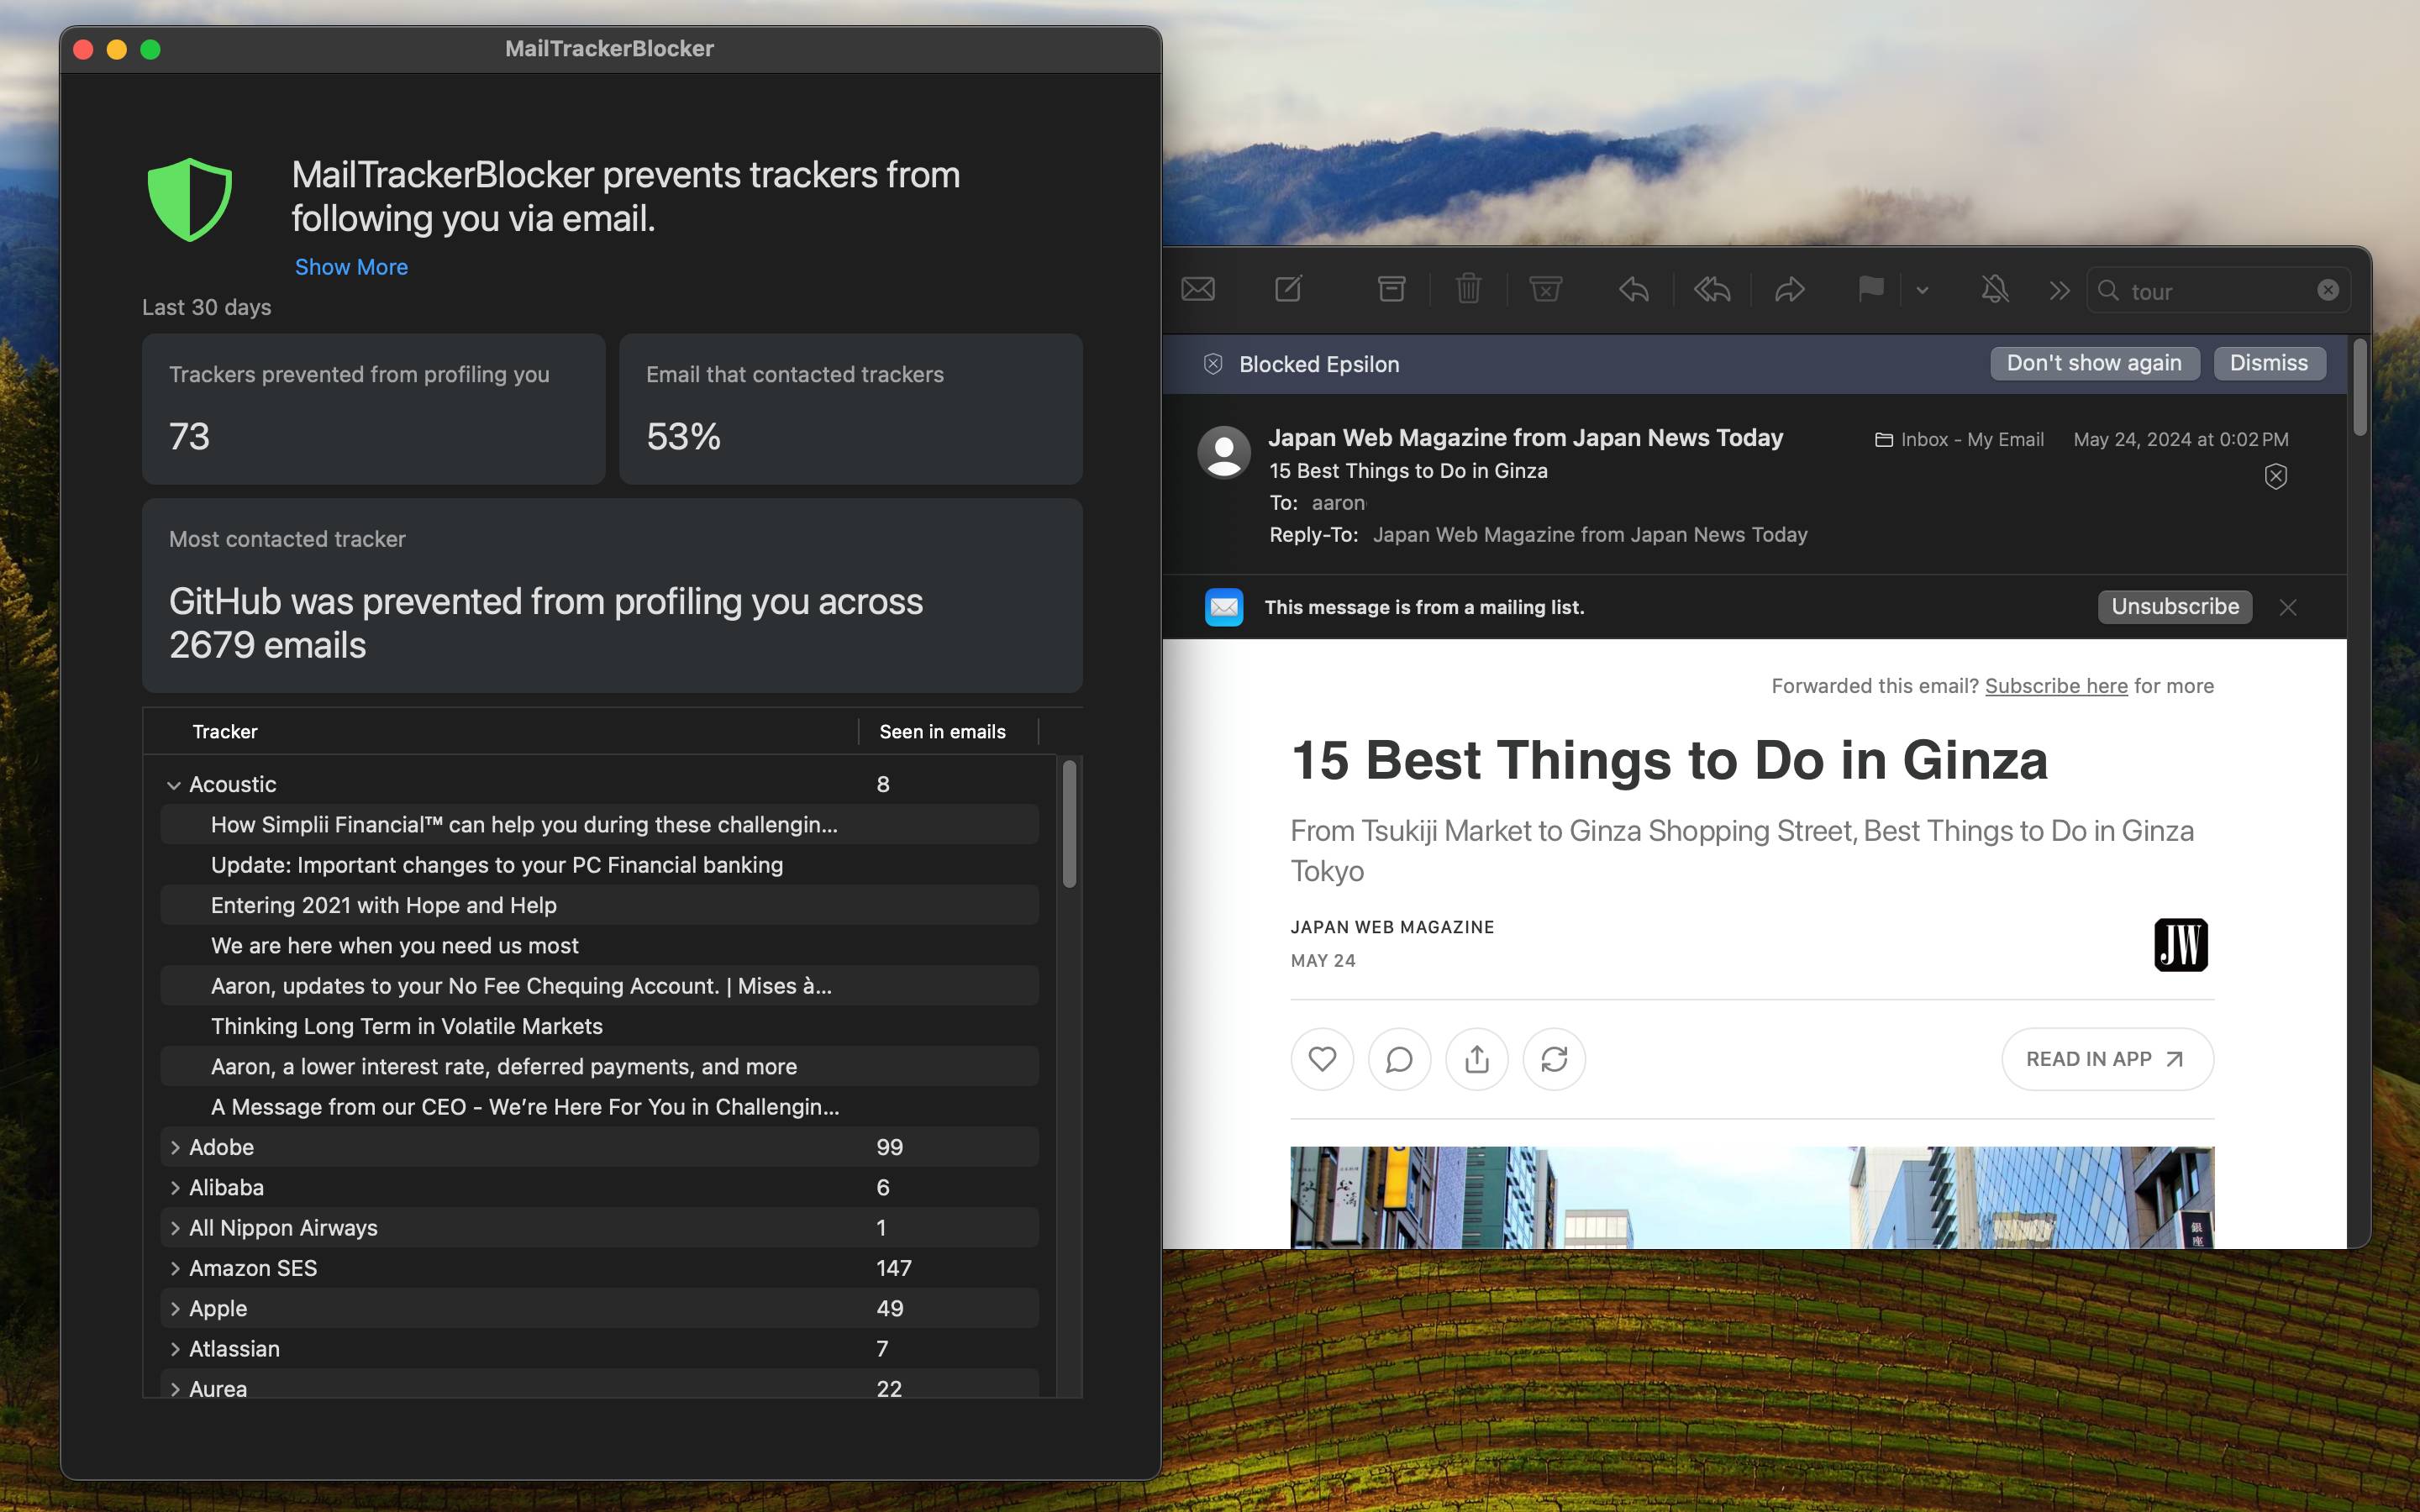 MailTrackerBlocker
MailTrackerBlocker prevents trackers from
following you via email.
Show More
Last 30 days
Trackers prevented from profiling you
73
Email that contacted trackers
53%
Most contacted tracker
GitHub was prevented from profiling you across
2679 emails
Tracker
Seen in emails
Acoustic 8
How Simplii Financial™ can help you during these challengin...
Update: Important changes to your PC Financial banking
Entering 2021 with Hope and Help
We are here when you need us most
Aaron, updates to your No Fee Chequing Account. | Mises à...
Thinking Long Term in Volatile Markets
Aaron, a lower interest rate, deferred payments, and more
A Message from our CEO - We’re Here For You in Challengin...
Adobe 99
Alibaba 6
All Nippon Airways 1
Amazon SES 147
Apple 49
Atlassian 7
Aurea 22
tour
Blocked Epsilon
Don't show again
Dismiss
Japan Web Magazine from Japan News Today
Inbox - My Email
May 24, 2024 at 0:02 PM
15 Best Things to Do in Ginza
To: aaron
Reply-To: Japan Web Magazine from Japan News Today
This message is from a mailing list.
Unsubscribe
Forwarded this email? Subscribe here for more
15 Best Things to Do in Ginza
From Tsukiji Market to Ginza Shopping Street, Best Things to Do in Ginza
Tokyo
JAPAN WEB MAGAZINE
MAY 24
JW
READ IN APP
銀座